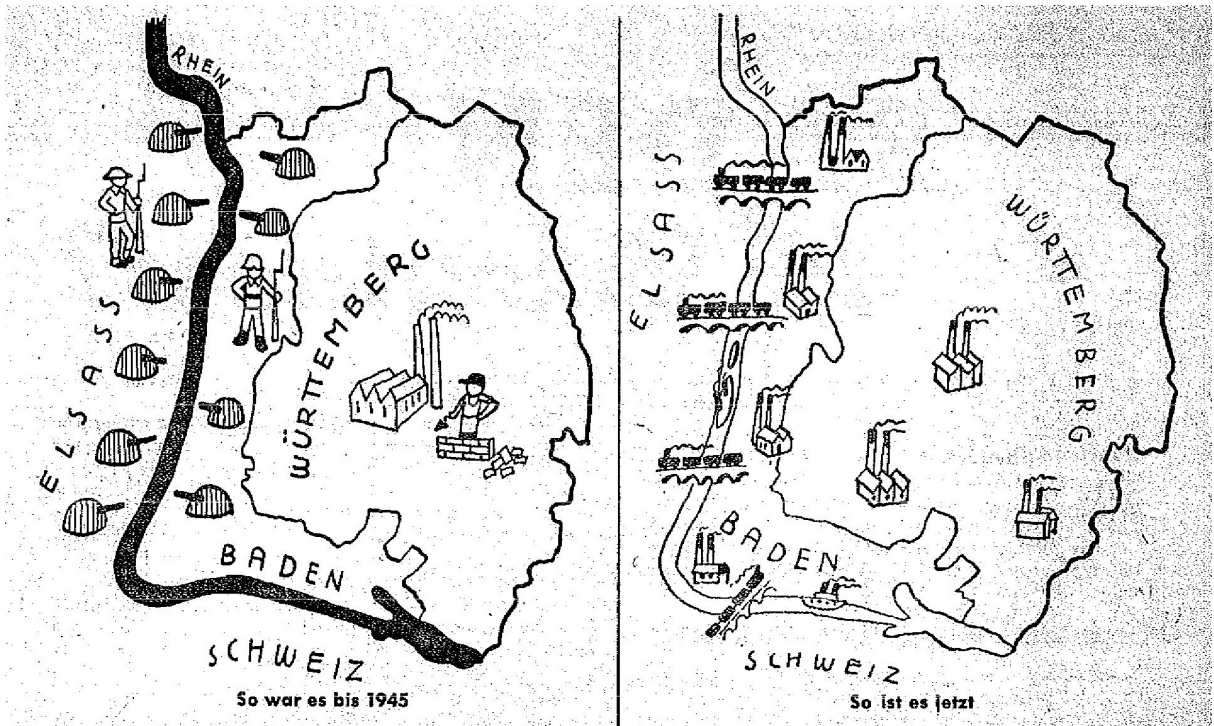 RHEIN
ELSASS
WÜRTTEMBERG
BADEN
SCHWEIZ
So war es bis 1945
RHEIN
ELSASS
WÜRTTEMBERG
BADEN
SCHWEIZ
So ist es jetzt